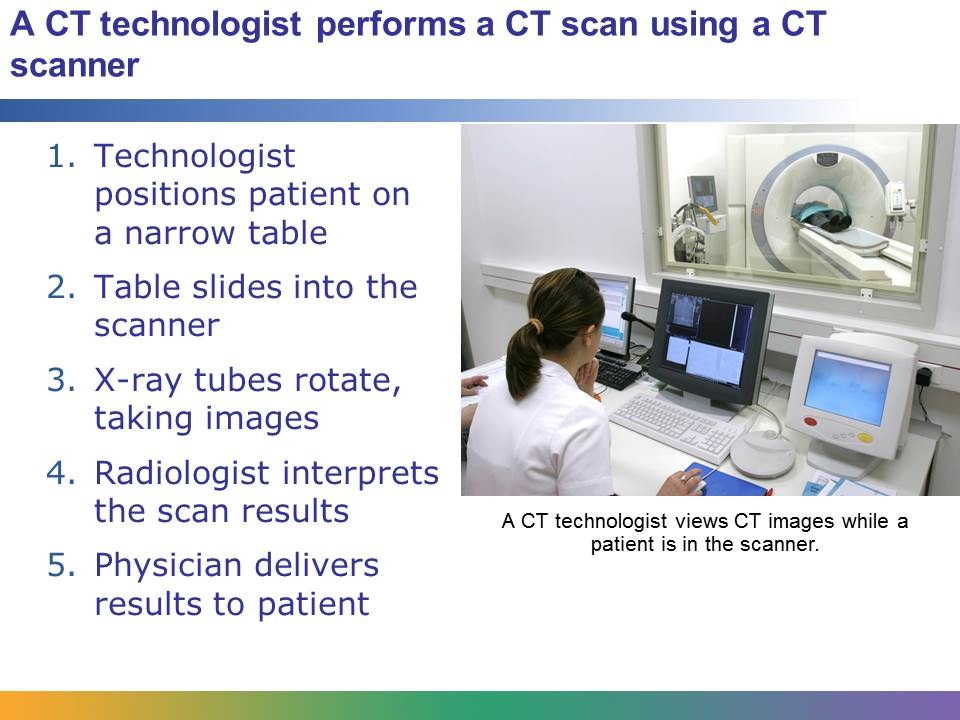 A CT technologist performs a CT scan using a CT
scanner
1. Technologist
positions patient on
a narrow table
2. Table slides into the
scanner
3. X-ray tubes rotate,
taking images
4. Radiologist interprets
the scan results
5. Physician delivers
results to patient
A CT technologist views CT images while a
patient is in the scanner.